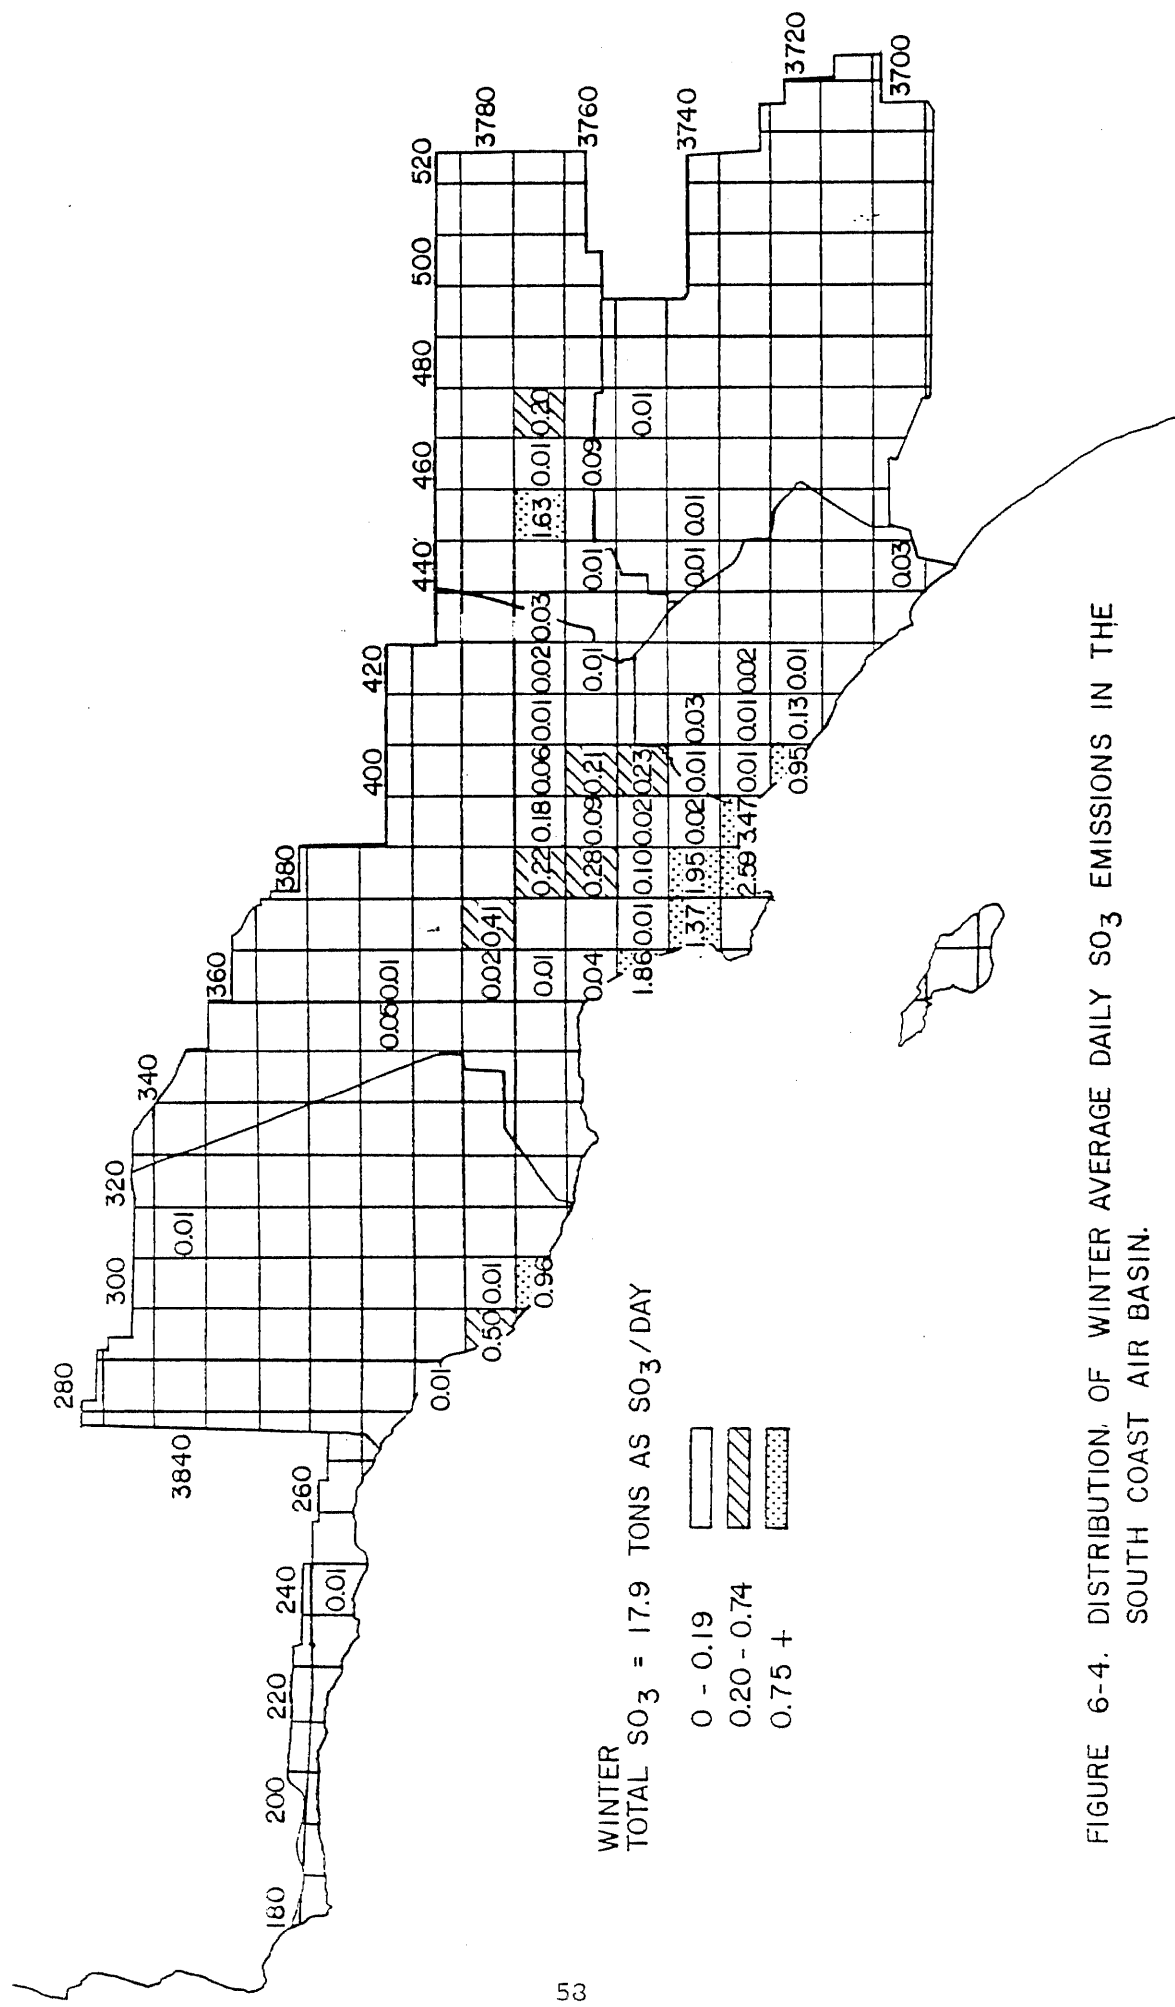 280
300 320
340
3840 0.01
360
180 200 220 240 260 380
0.01
400 420
0.05 0.01
440 460 480 500 520
0.01
0.50 0.01 0.02 0.41 3780
0.96 0.01 0.22 0.18 0.06 0.01 0.02 0.03 1.63 0.01 0.20
0.04 0.28 0.09 0.21 0.01 0.01 0.09 3760
1.86 0.01 0.10 0.02 0.23 0.01
1.37 1.95 0.02 0.01 0.03 0.01 0.01 3740
2.59 3.47 0.01 0.01 0.02
0.95 0.13 0.01 3720
0.03 3700
WINTER
TOTAL SO3 = 17.9 TONS AS SO3/DAY
0 - 0.19
0.20 - 0.74
0.75 +
FIGURE 6-4. DISTRIBUTION OF WINTER AVERAGE DAILY SO3 EMISSIONS IN THE
SOUTH COAST AIR BASIN.
53